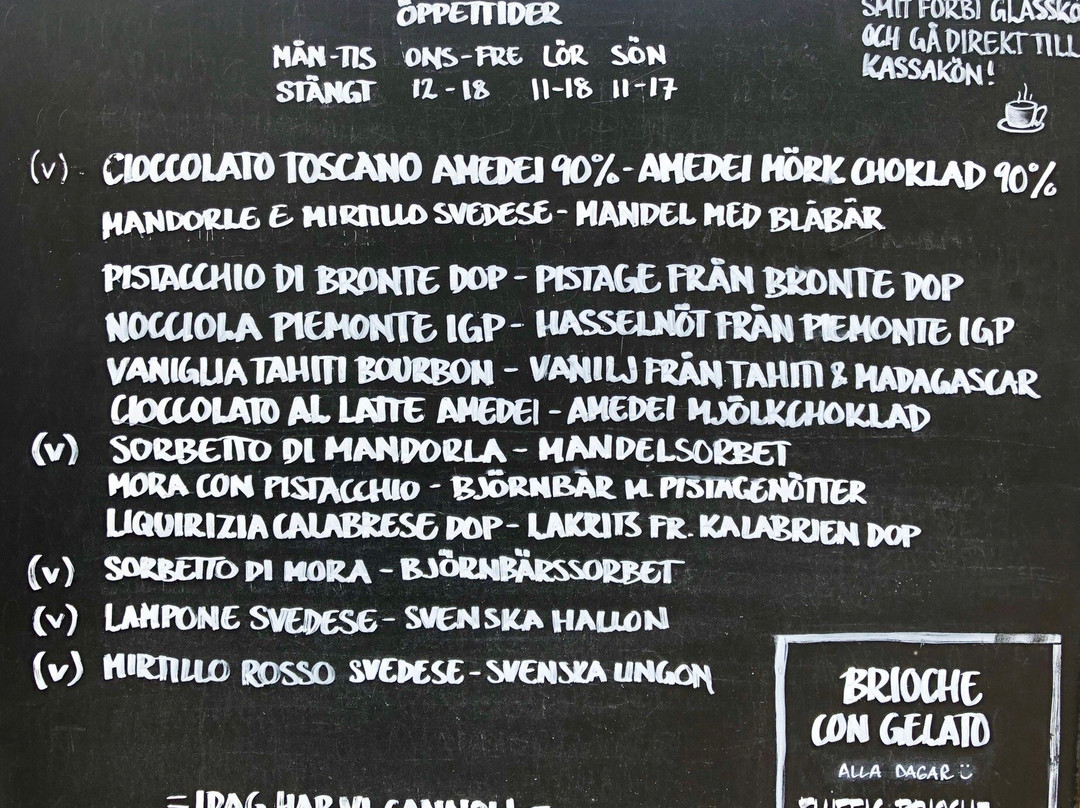 ÖPPETTIDER
MÅN-TIS ONS-FRE LÖR SÖN
STÄNGT 12-18 11-18 11-17
SMIT FÖRBI
OCH GÅ DIREKT TILL
KASSAKÖN!
(v) CIOCCOLATO TOSCANO AMEDEI 90% - AMEDEI MÖRK CHOKLAD 90%
MANDORLE E MIRTILLO SVEDESE - MANDEL MED BLÅBÄR
PISTACCHIO DI BRONTE DOP - PISTAGE FRÅN BRONTE DOP
NOCCIOLA PIEMONTE IGP - HASSELNÖT FRÅN PIEMONTE IGP
VANIGLIA TAHITI BOURBON - VANILJ FRÅN TAHITI & MADAGASCAR
CIOCCOLATO AL LATTE AMEDEI - AMEDEI MJÖLKCHOKLAD
(v) SORBETTO DI MANDORLA - MANDELSORBET
MORA CON PISTACCHIO - BJÖRNBÄR M PISTAGENÖTTER
LIQUIRIZIA CALABRESE DOP - LAKRITS FR. KALABRIEN DOP
(v) SORBETTO DI MORA - BJÖRNBÄRSSORBET
(v) LAMPONE SVEDESE - SVENSKA HALLON
(v) MIRTILLO ROSSO SVEDESE - SVENSKA LINGON
BRIOCHE
CON GELATO
ALLA DAGAR
BRIOCHE
= IDAG HAR VI CANNOLI =